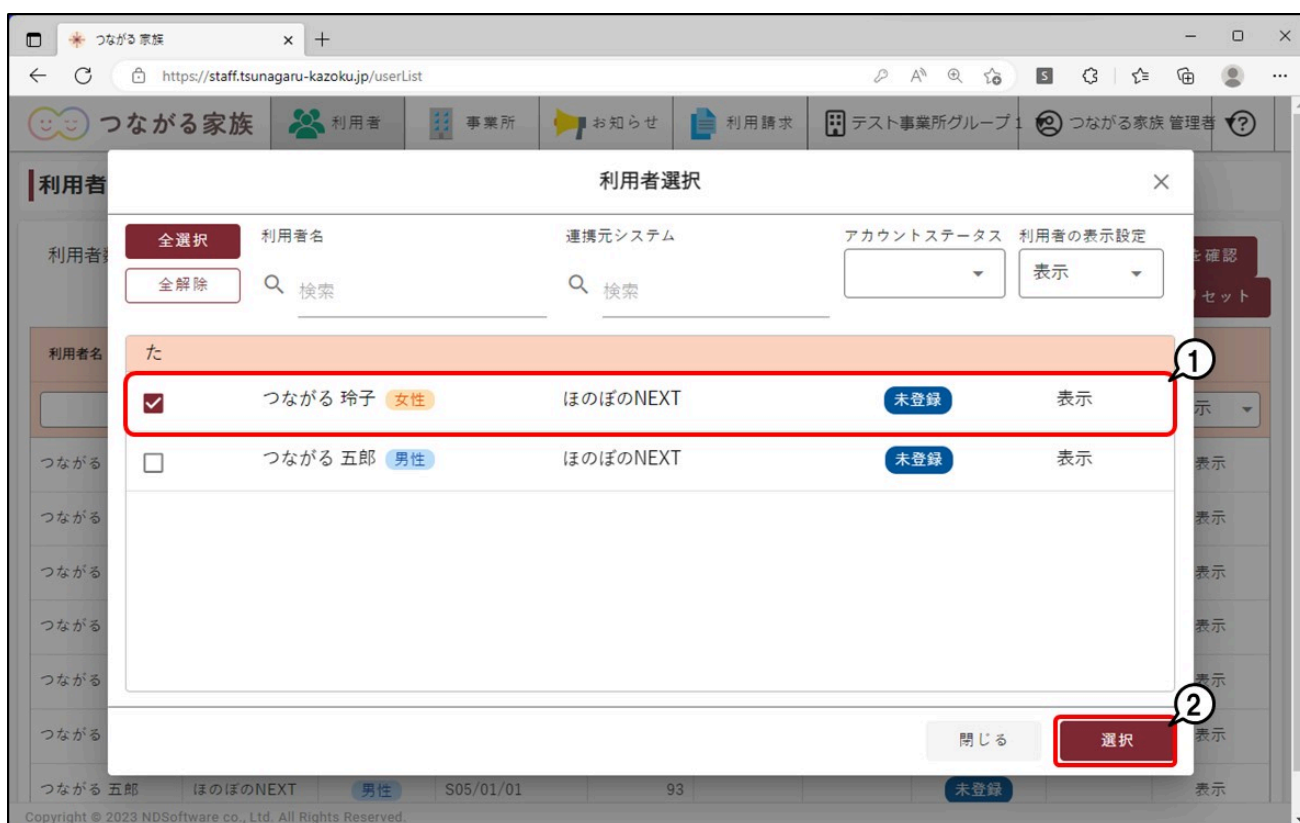 つながる 家族
https://staff.tsunagaru-kazoku.jp/userList
つながる家族 利用者 事業所 お知らせ 利用請求 テスト事業所グループ1 つながる家族 管理者
利用者
利用者選択
利用者
全選択 利用者名 連携元システム アカウントステータス 利用者の表示設定
を確認
全解除 検索 検索 表示
セット
利用者名
た
1
つながる 玲子 女性 ほのぼのNEXT 未登録 表示
示
つながる
つながる 五郎 男性 ほのぼのNEXT 未登録 表示
表示
つながる 表示
つながる 表示
つながる 表示
つながる 表示
2
つながる
閉じる 選択
表示
つながる 五郎 ほのぼのNEXT 男性 S05/01/01 93 未登録 表示
Copyright © 2023 NDSoftware co., Ltd. All Rights Reserved.